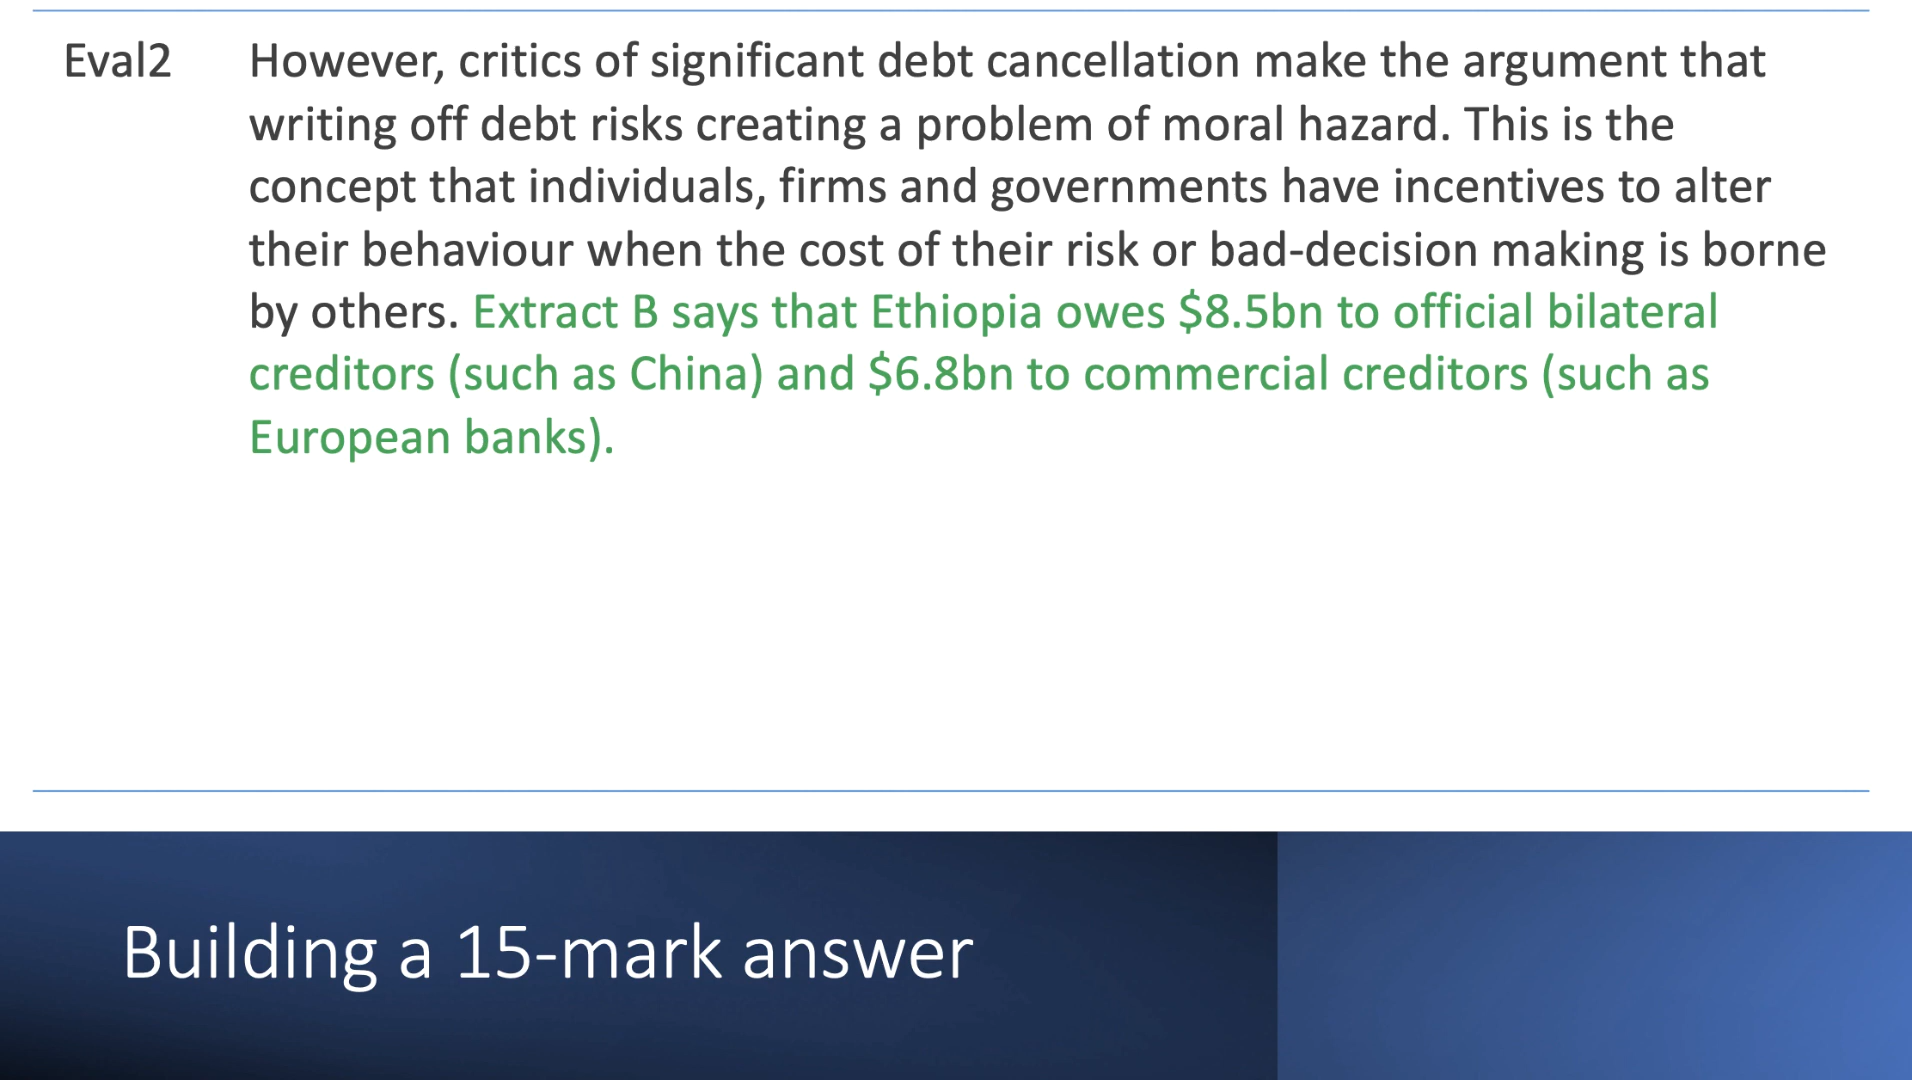 Eval2 However, critics of significant debt cancellation make the argument that
writing off debt risks creating a problem of moral hazard. This is the
concept that individuals, firms and governments have incentives to alter
their behaviour when the cost of their risk or bad-decision making is borne
by others. Extract B says that Ethiopia owes $8.5bn to official bilateral
creditors (such as China) and $6.8bn to commercial creditors (such as
European banks).
Building a 15-mark answer